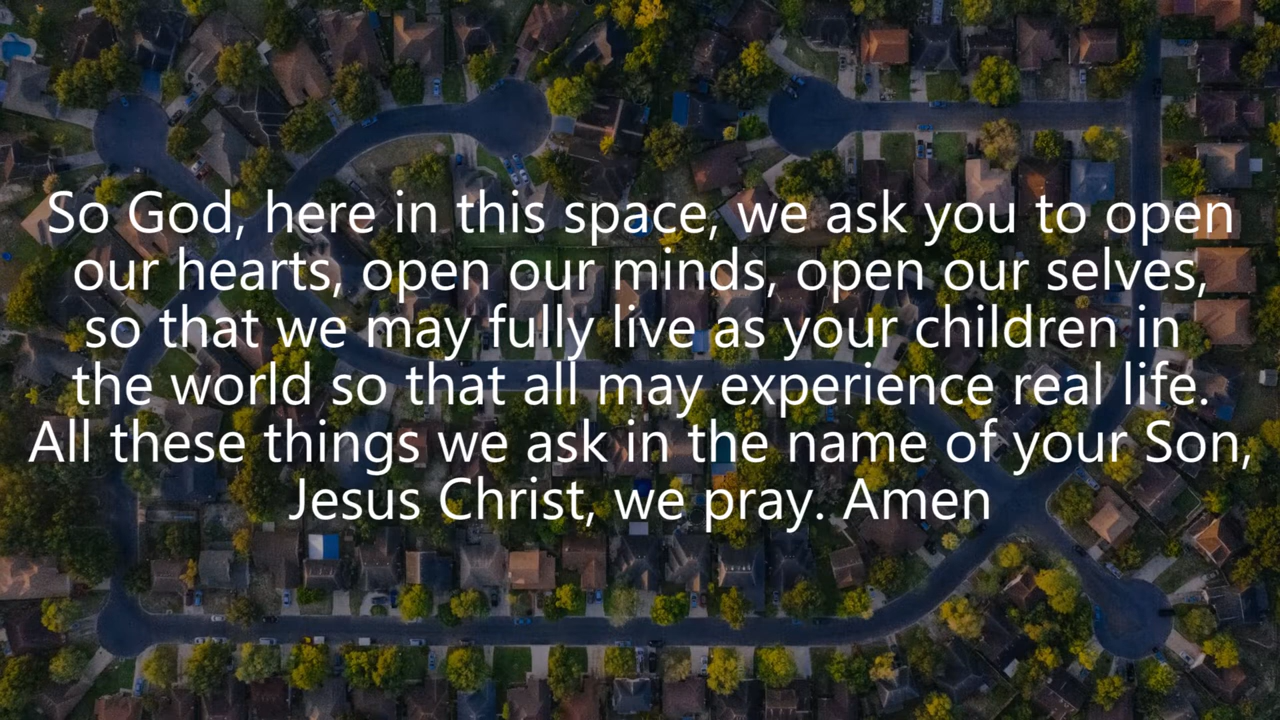 So God, here in this space, we ask you to open
our hearts, open our minds, open our selves,
so that we may fully live as your children in
the world so that all may experience real life.
All these things we ask in the name of your Son,
Jesus Christ, we pray. Amen